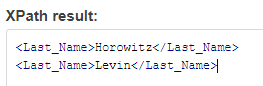 XPath result:
<Last_Name>Horowitz</Last_Name>
<Last_Name>Levin</Last_Name>